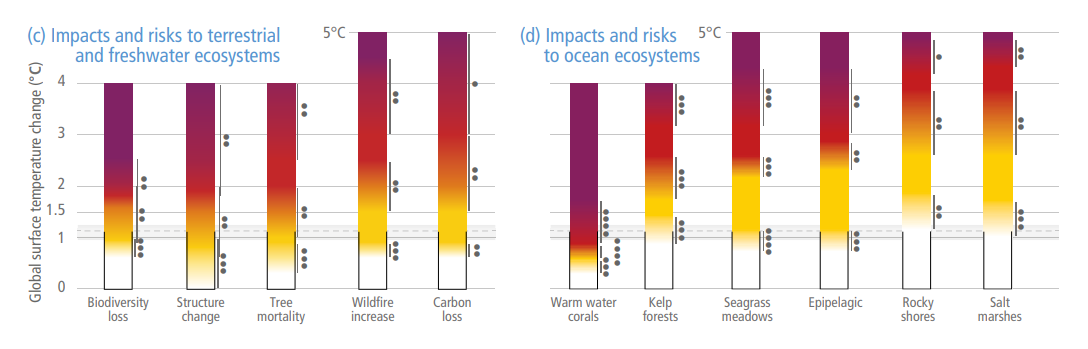 (c) Impacts and risks to terrestrial
and freshwater ecosystems
5°C
(d) Impacts and risks
to ocean ecosystems
5°C
Global surface temperature change (°C)
4
3
2
1.5
1
0
Biodiversity
loss
Structure
change
Tree
mortality
Wildfire
increase
Carbon
loss
Warm water
corals
Kelp
forests
Seagrass
meadows
Epipelagic
Rocky
shores
Salt
marshes